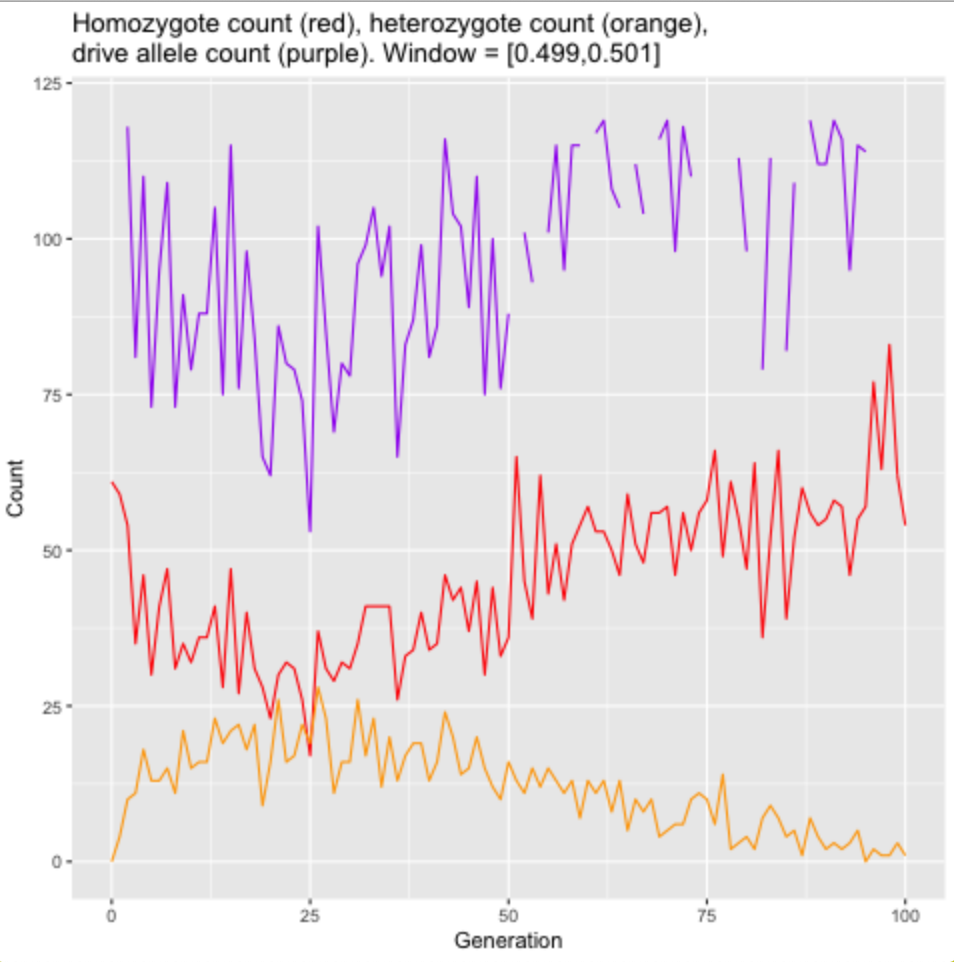 Homozygote count (red), heterozygote count (orange),
drive allele count (purple). Window = [0.499,0.501]
125
100
75
50
25
0
Count
0 25 50 75 100
Generation